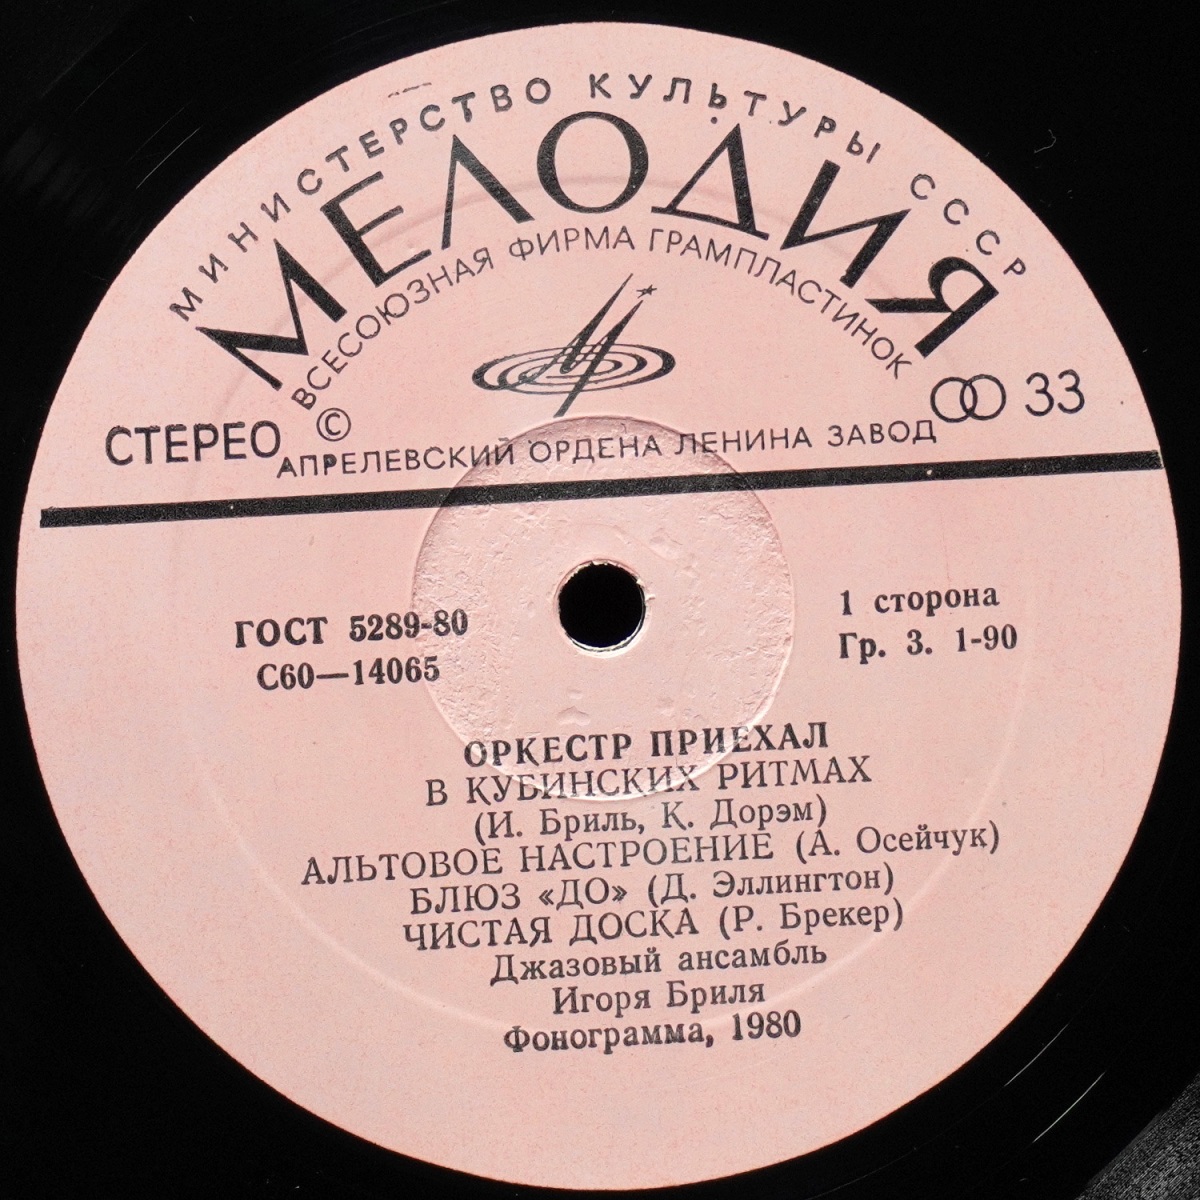 МИНИСТЕРСТВО КУЛЬТУРЫ СССР
МЕЛОДИЯ
ВСЕСОЮЗНАЯ ФИРМА ГРАМПЛАСТИНОК
СТЕРЕО © 33
АПРЕЛЕВСКИЙ ОРДЕНА ЛЕНИНА ЗАВОД
ГОСТ 5289-80
С60—14065
1 сторона
Гр. 3. 1-90
ОРКЕСТР ПРИЕХАЛ
В КУБИНСКИХ РИТМАХ
(И. Бриль, К. Дорэм)
АЛЬТОВОЕ НАСТРОЕНИЕ (А. Осейчук)
БЛЮЗ «ДО» (Д. Эллингтон)
ЧИСТАЯ ДОСКА (Р. Брекер)
Джазовый ансамбль
Игоря Бриля
Фонограмма, 1980